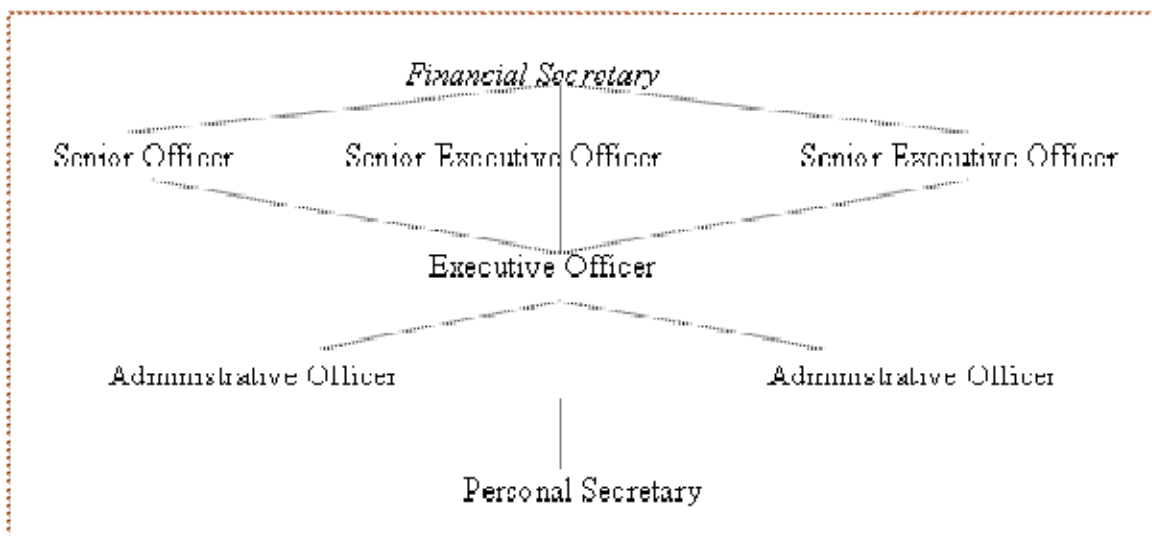 Financial Secretary
Senior Officer Senior Executive Officer Senior Executive Officer
Executive Officer
Administrative Officer Administrative Officer
Personal Secretary